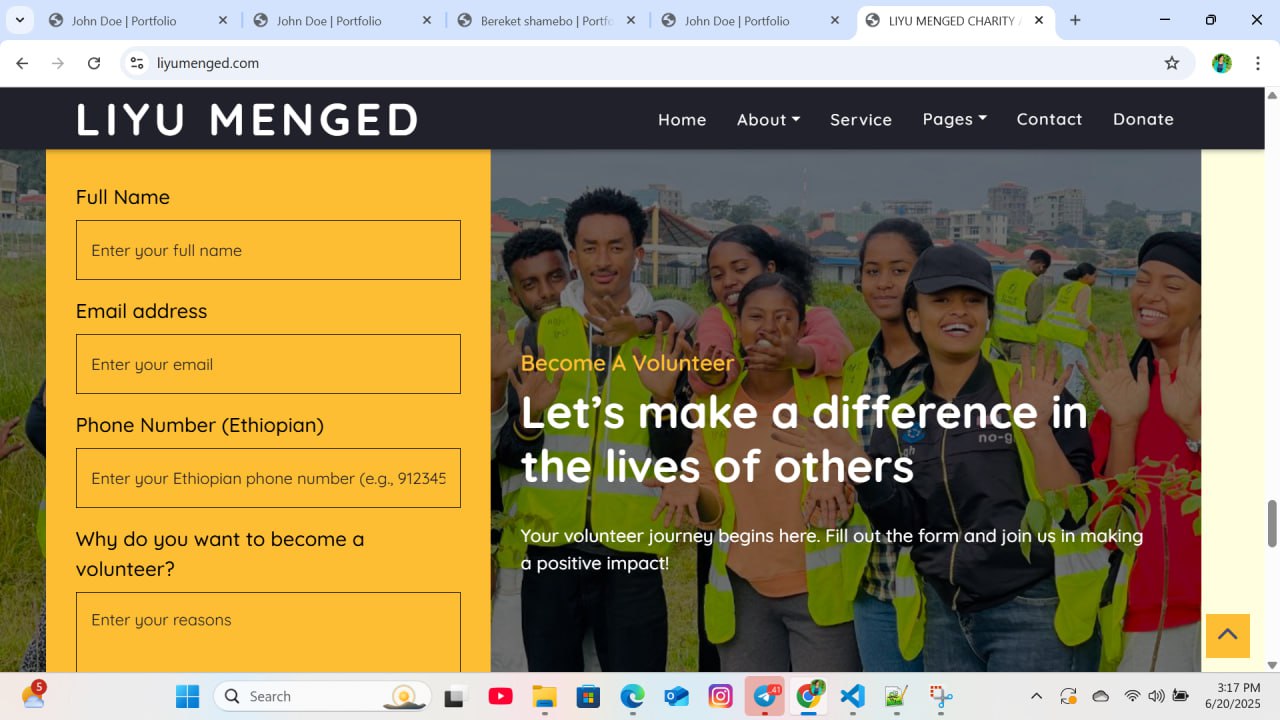 John Doe | Portfolio
John Doe | Portfolio
Bereket shamebo | Portfo
John Doe | Portfolio
LIYU MENGED CHARITY
liyumenged.com
LIYU MENGED
Home
About
Service
Pages
Contact
Donate
Full Name
Enter your full name
Email address
Enter your email
Phone Number (Ethiopian)
Enter your Ethiopian phone number (e.g., 912345
Why do you want to become a
volunteer?
Enter your reasons
Become A Volunteer
Let’s make a difference in
the lives of others
Your volunteer journey begins here. Fill out the form and join us in making
a positive impact!
no-g
5
Search
41
3:17 PM
6/20/2025